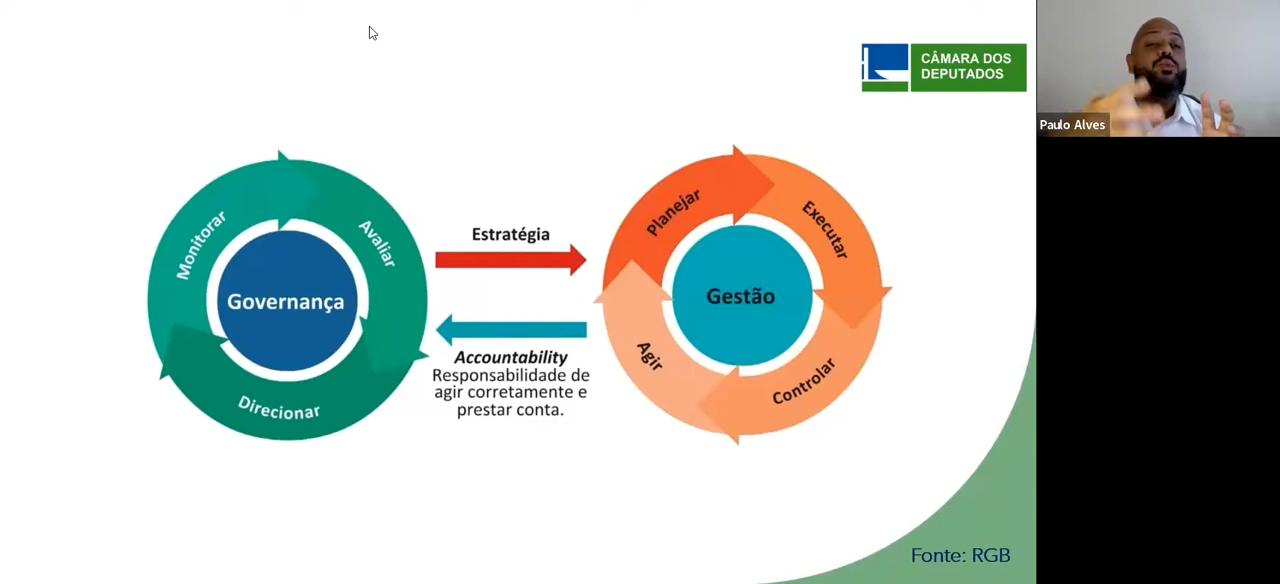 CÂMARA DOS
DEPUTADOS
Paulo Alves
Monitorar
Avaliar
Direcionar
Governança
Estratégia
Accountability
Responsabilidade de
agir corretamente e
prestar conta.
Planejar
Executar
Controlar
Agir
Gestão
Fonte: RGB